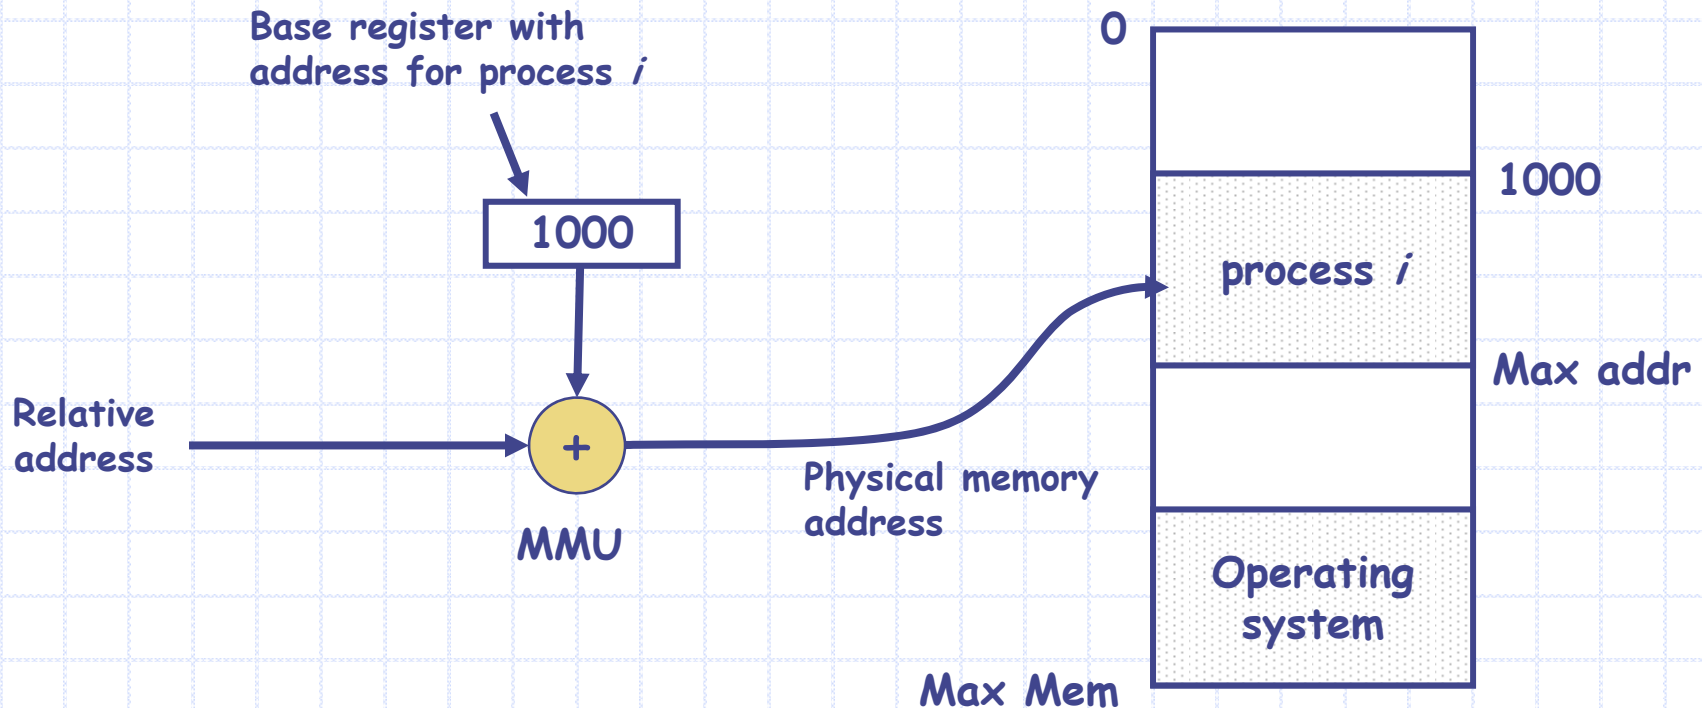 Base register with
address for process i
1000
Relative
address
+
MMU
Physical memory
address
0
1000
process i
Max addr
Operating
system
Max Mem